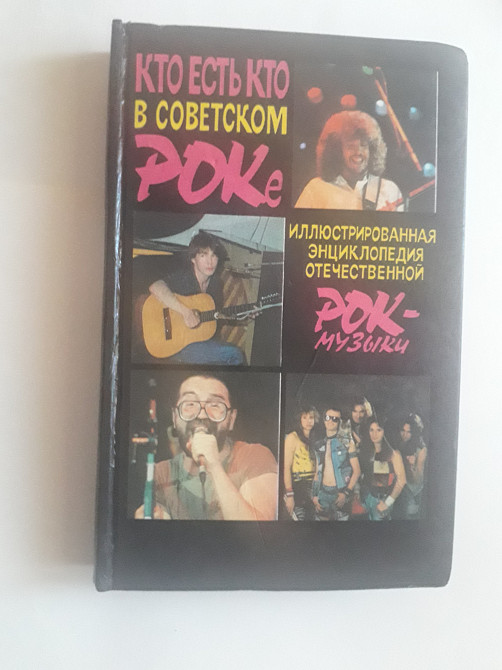 КТО ЕСТЬ КТО
В СОВЕТСКОМ
РОКе
ИЛЛЮСТРИРОВАННАЯ
ЭНЦИКЛОПЕДИЯ
ОТЕЧЕСТВЕННОЙ
РОК-
МУЗЫКИ